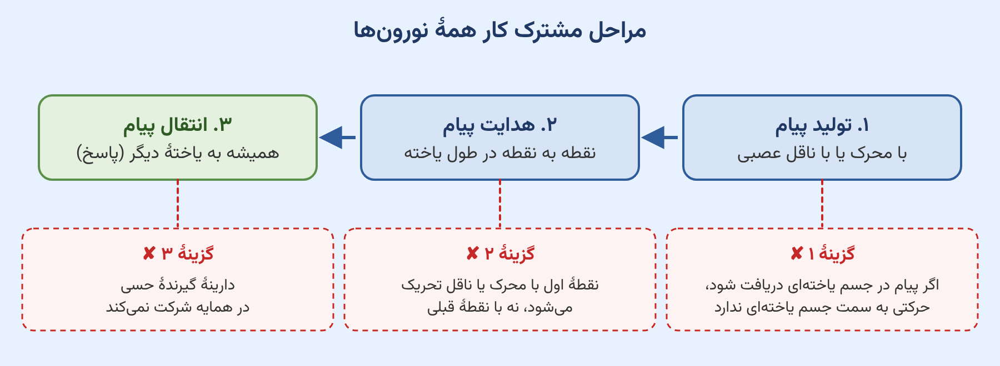 مراحل مشترک کار همهٔ نورون‌ها
۱. تولید پیام
با محرک یا با ناقل عصبی
۲. هدایت پیام
نقطه به نقطه در طول یاخته
۳. انتقال پیام
همیشه به یاختهٔ دیگر (پاسخ)
گزینهٔ ۱ ✘
اگر پیام در جسم یاخته‌ای دریافت شود،
حرکتی به سمت جسم یاخته‌ای ندارد
گزینهٔ ۲ ✘
نقطهٔ اول با محرک یا ناقل تحریک
می‌شود، نه با نقطهٔ قبلی
گزینهٔ ۳ ✘
دارینهٔ گیرندهٔ حسی
در همایه شرکت نمی‌کند